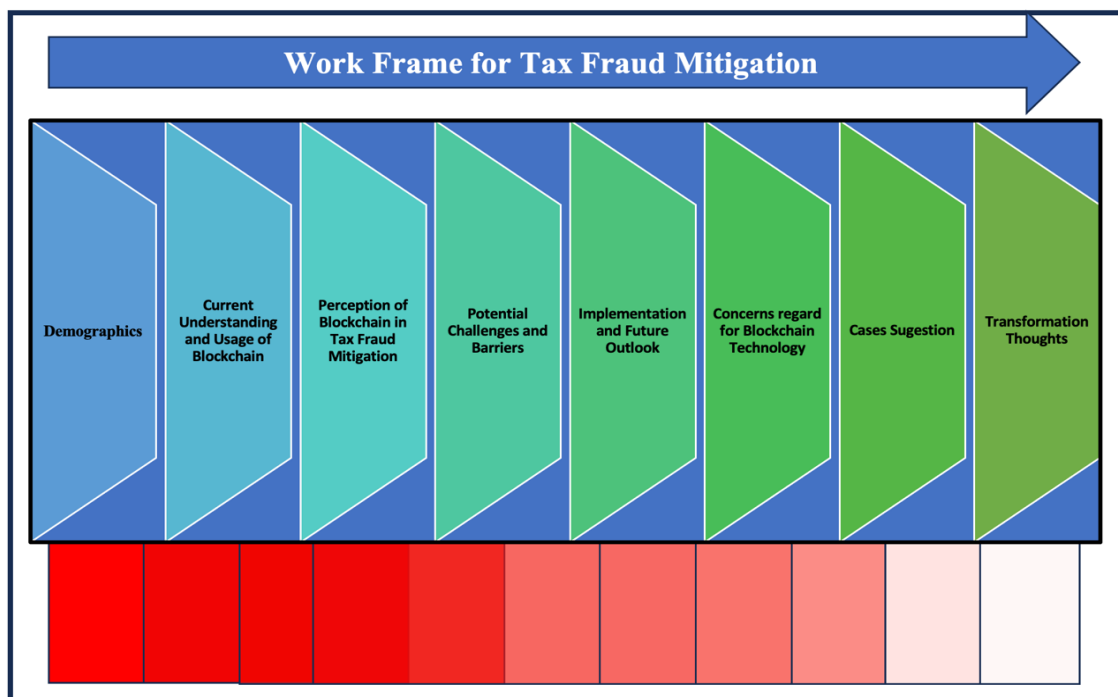 Work Frame for Tax Fraud Mitigation
Demographics
Current
Understanding
and Usage of
Blockchain
Perception of
Blockchain in
Tax Fraud
Mitigation
Potential
Challenges and
Barriers
Implementation
and Future
Outlook
Concerns regard
for Blockchain
Technology
Cases Sugestion
Transformation
Thoughts